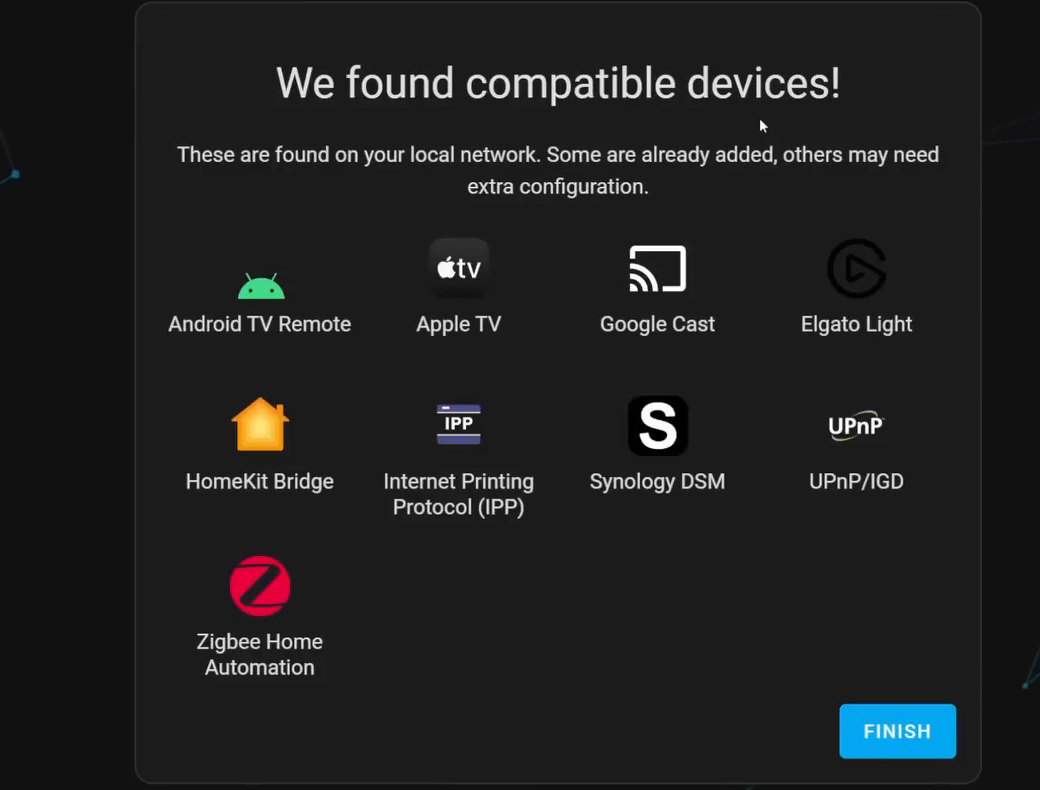 We found compatible devices!
These are found on your local network. Some are already added, others may need
extra configuration.
tv
Android TV Remote
Apple TV
Google Cast
Elgato Light
IPP
S
UPnP
HomeKit Bridge
Internet Printing
Protocol (IPP)
Synology DSM
UPnP/IGD
Zigbee Home
Automation
FINISH